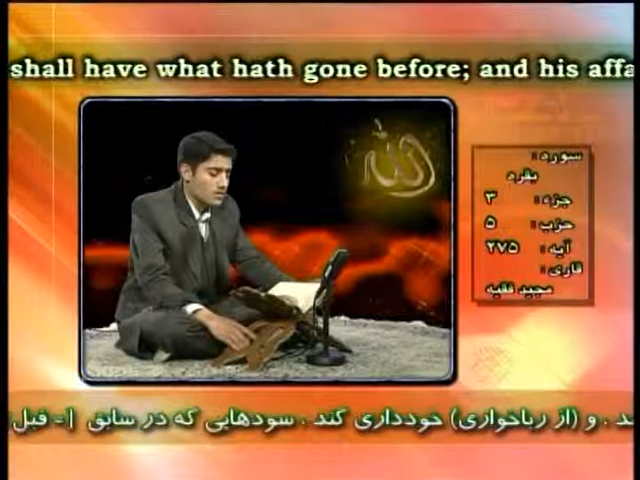 shall have what hath gone before; and his affa
الله
سوره:
بقره
جزء: ۳
حزب: ۵
آیه: ۲۷۵
قاری:
مجید فقیه
ـد ، و (از رباخواری) خودداری کند ، سودهایی که در سابق [= قبل